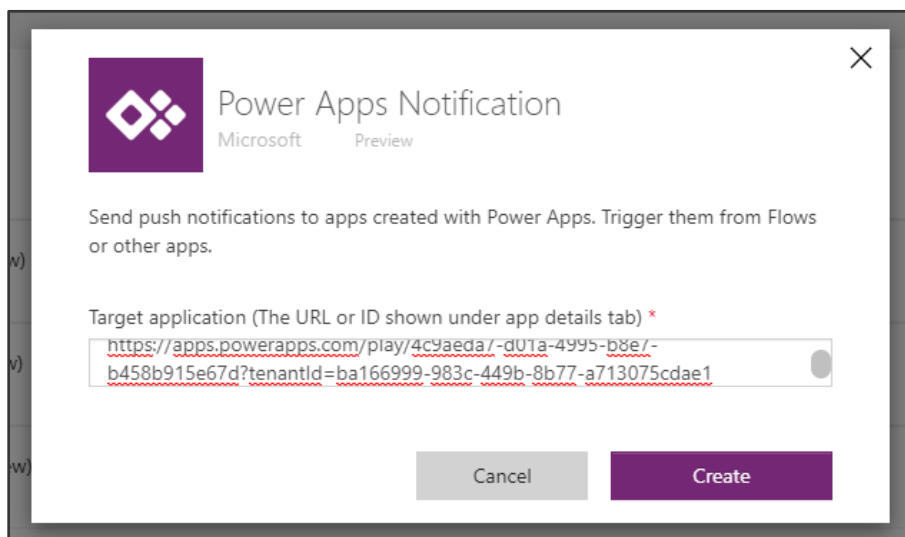 Power Apps Notification
Microsoft Preview
Send push notifications to apps created with Power Apps. Trigger them from Flows
or other apps.
w)
Target application (The URL or ID shown under app details tab) *
https://apps.powerapps.com/play/4c9aeda7-d01a-4995-b8e7-
v)
b458b915e67d?tenantId=ba166999-983c-449b-8b77-a713075cdae1
ew)
Cancel
Create